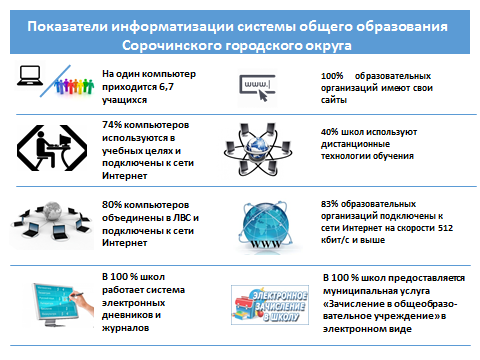 Показатели информатизации системы общего образования
Сорочинского городского округа
На один компьютер
приходится 6,7
учащихся
www.
100% образовательных
организаций имеют свои
сайты
74% компьютеров
используются в
учебных целях и
подключены к сети
Интернет
40% школ используют
дистанционные
технологии обучения
80% компьютеров
объединены в ЛВС и
подключены к сети
Интернет
www
83% образовательных
организаций подключены к
сети Интернет на скорости 512
кбит/с и выше
В 100 % школ
работает система
электронных
дневников и
журналов
ЭЛЕКТРОННОЕ
ЗАЧИСЛЕНИЕ
В ШКОЛУ
В 100 % школ предоставляется
муниципальная услуга
«Зачисление в общеобразо-
вательное учреждение» в
электронном виде